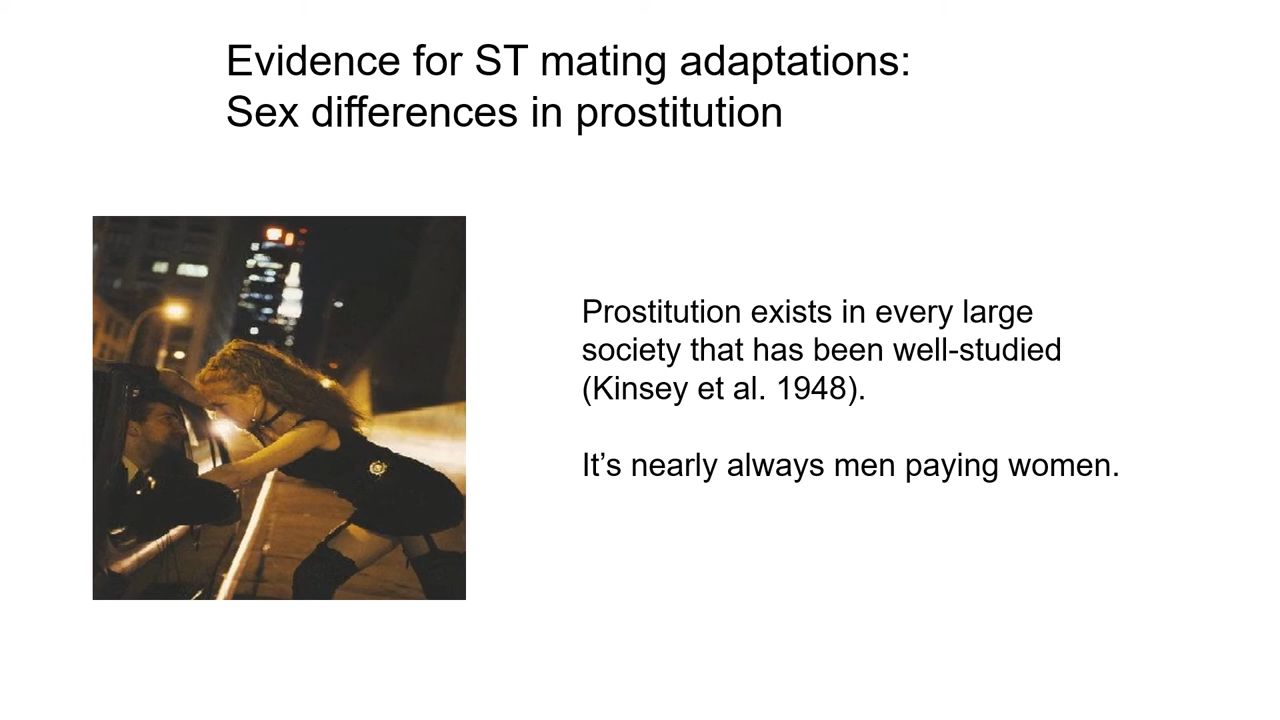 Evidence for ST mating adaptations:
Sex differences in prostitution
Prostitution exists in every large
society that has been well-studied
(Kinsey et al. 1948).
It’s nearly always men paying women.